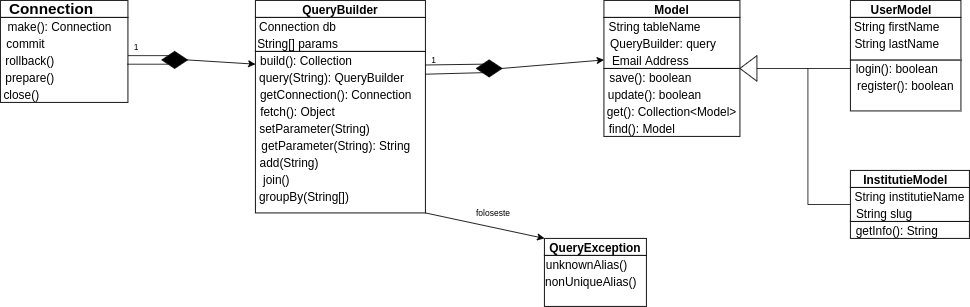 Connection
make(): Connection
commit
rollback()
prepare()
close()
1
QueryBuilder
Connection db
String[] params
build(): Collection
query(String): QueryBuilder
getConnection(): Connection
fetch(): Object
setParameter(String)
getParameter(String): String
add(String)
join()
groupBy(String[])
1
foloseste
QueryException
unknownAlias()
nonUniqueAlias()
Model
String tableName
QueryBuilder: query
Email Address
save(): boolean
update(): boolean
get(): Collection<Model>
find(): Model
UserModel
String firstName
String lastName
login(): boolean
register(): boolean
InstitutieModel
String institutieName
String slug
getInfo(): String